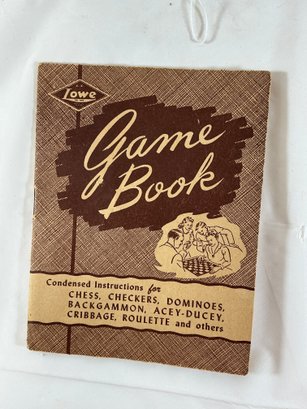 Lowe
Game
Book
Condensed Instructions for
CHESS, CHECKERS, DOMINOES,
BACKGAMMON, ACEY-DUCEY,
CRIBBAGE, ROULETTE and others